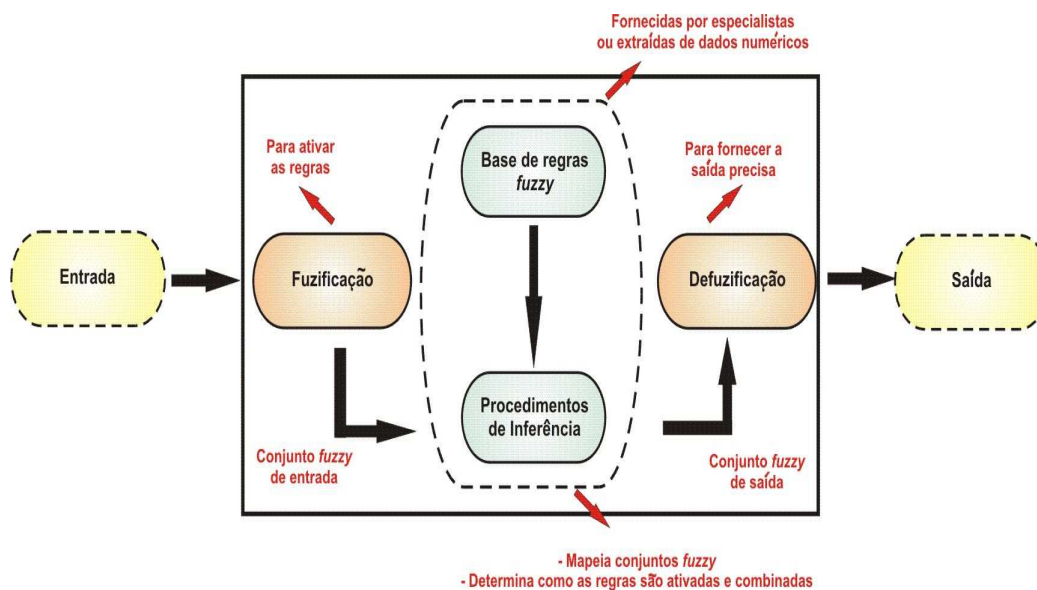 Fornecidas por especialistas
ou extraídas de dados numéricos
Para ativar
as regras
Base de regras
fuzzy
Para fornecer a
saída precisa
Entrada
Fuzificação
Defuzificação
Saída
Procedimentos
de Inferência
Conjunto fuzzy
de entrada
Conjunto fuzzy
de saída
- Mapeia conjuntos fuzzy
- Determina como as regras são ativadas e combinadas